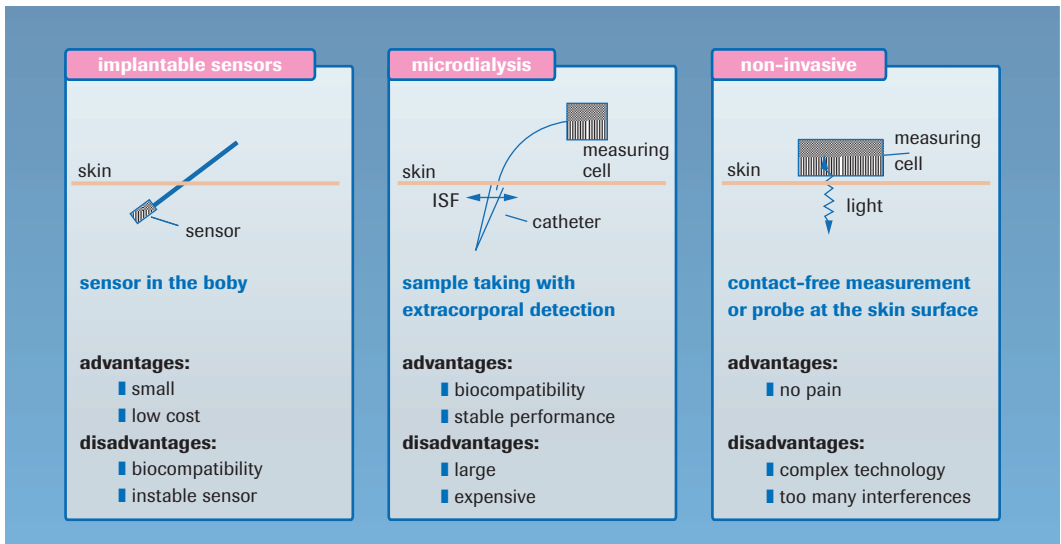 implantable sensors
skin
sensor
sensor in the boby
advantages:
small
low cost
disadvantages:
biocompatibility
instable sensor
microdialysis
measuring
cell
skin
ISF
catheter
sample taking with
extracorporal detection
advantages:
biocompatibility
stable performance
disadvantages:
large
expensive
non-invasive
measuring
cell
skin
light
contact-free measurement
or probe at the skin surface
advantages:
no pain
disadvantages:
complex technology
too many interferences